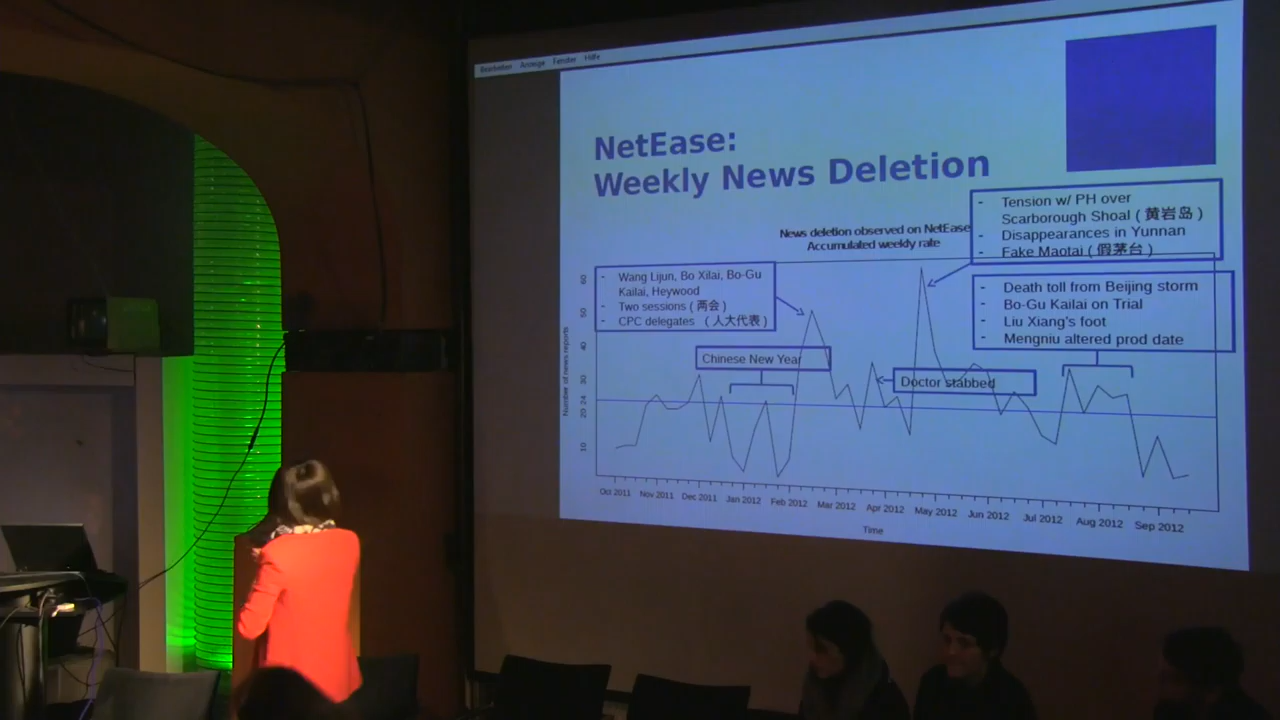 Bearbeiten Anzeige Fenster Hilfe
NetEase:
Weekly News Deletion
News deletion observed on NetEase
Accumulated weekly rate
- Tension w/ PH over
Scarborough Shoal ( 黄岩岛 )
- Disappearances in Yunnan
- Fake Maotai ( 假茅台 )
- Wang Lijun, Bo Xilai, Bo-Gu
Kailai, Heywood
- Two sessions ( 两会 )
- CPC delegates ( 人大代表 )
- Death toll from Beijing storm
- Bo-Gu Kailai on Trial
- Liu Xiang's foot
- Mengniu altered prod date
Chinese New Year
Doctor stabbed
Number of news reports
60
50
40
30
24
20
10
Oct 2011 Nov 2011 Dec 2011 Jan 2012 Feb 2012 Mar 2012 Apr 2012 May 2012 Jun 2012 Jul 2012 Aug 2012 Sep 2012
Time